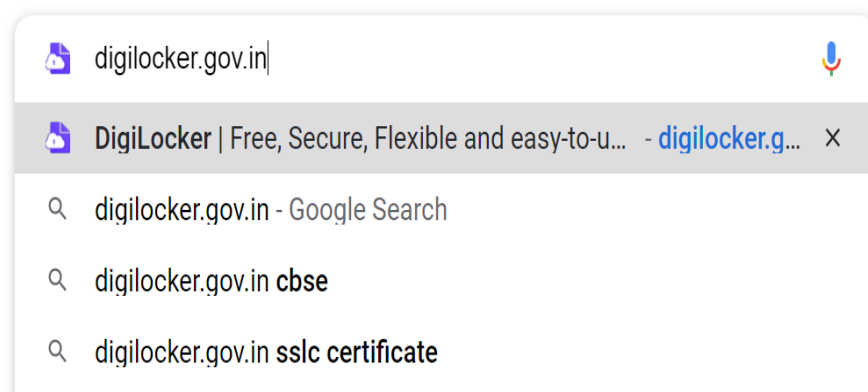 digilocker.gov.in
DigiLocker | Free, Secure, Flexible and easy-to-u... - digilocker.g...
digilocker.gov.in - Google Search
digilocker.gov.in cbse
digilocker.gov.in sslc certificate